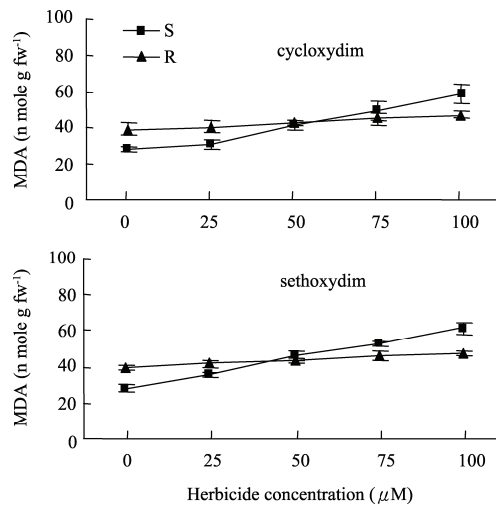 100
80
60
40
20
0
MDA (n mole g fw⁻¹)
S
R
cycloxydim
0 25 50 75 100
100
80
60
40
20
0
MDA (n mole g fw⁻¹)
sethoxydim
0 25 50 75 100
Herbicide concentration (μM)